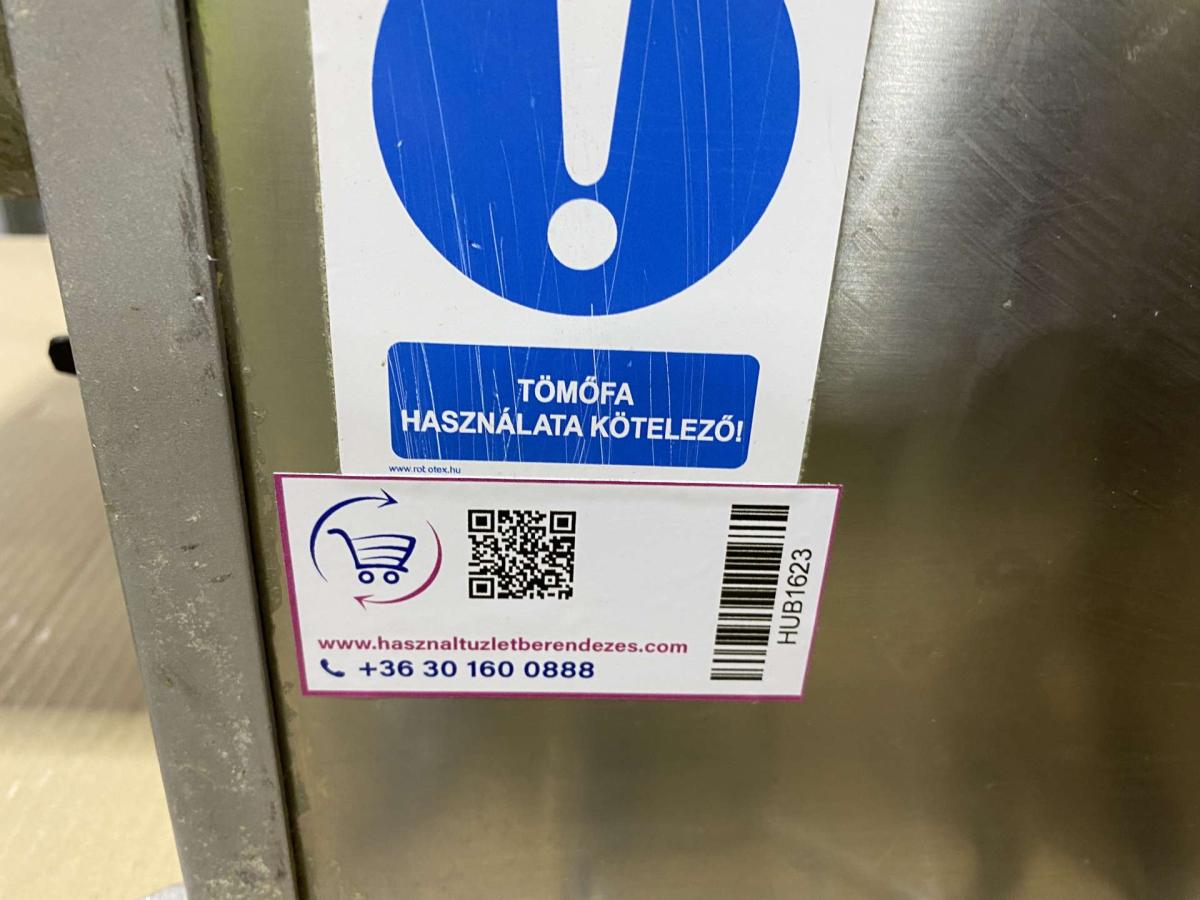 TÖMŐFA
HASZNÁLATA KÖTELEZŐ!
www.rototex.hu
www.hasznaltuzletberendezes.com
+36 30 160 0888
HUB1623